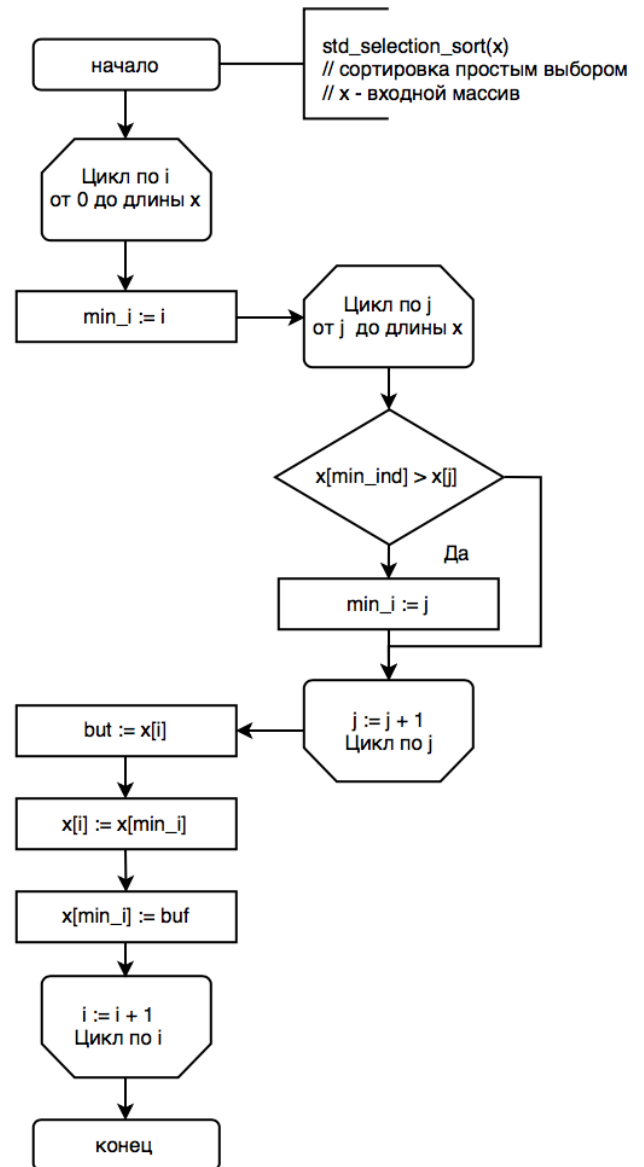 начало
std_selection_sort(x)
// сортировка простым выбором
// x - входной массив
Цикл по i
от 0 до длины x
min_i := i
Цикл по j
от j до длины x
x[min_ind] > x[j]
Да
min_i := j
j := j + 1
Цикл по j
but := x[i]
x[i] := x[min_i]
x[min_i] := buf
i := i + 1
Цикл по i
конец